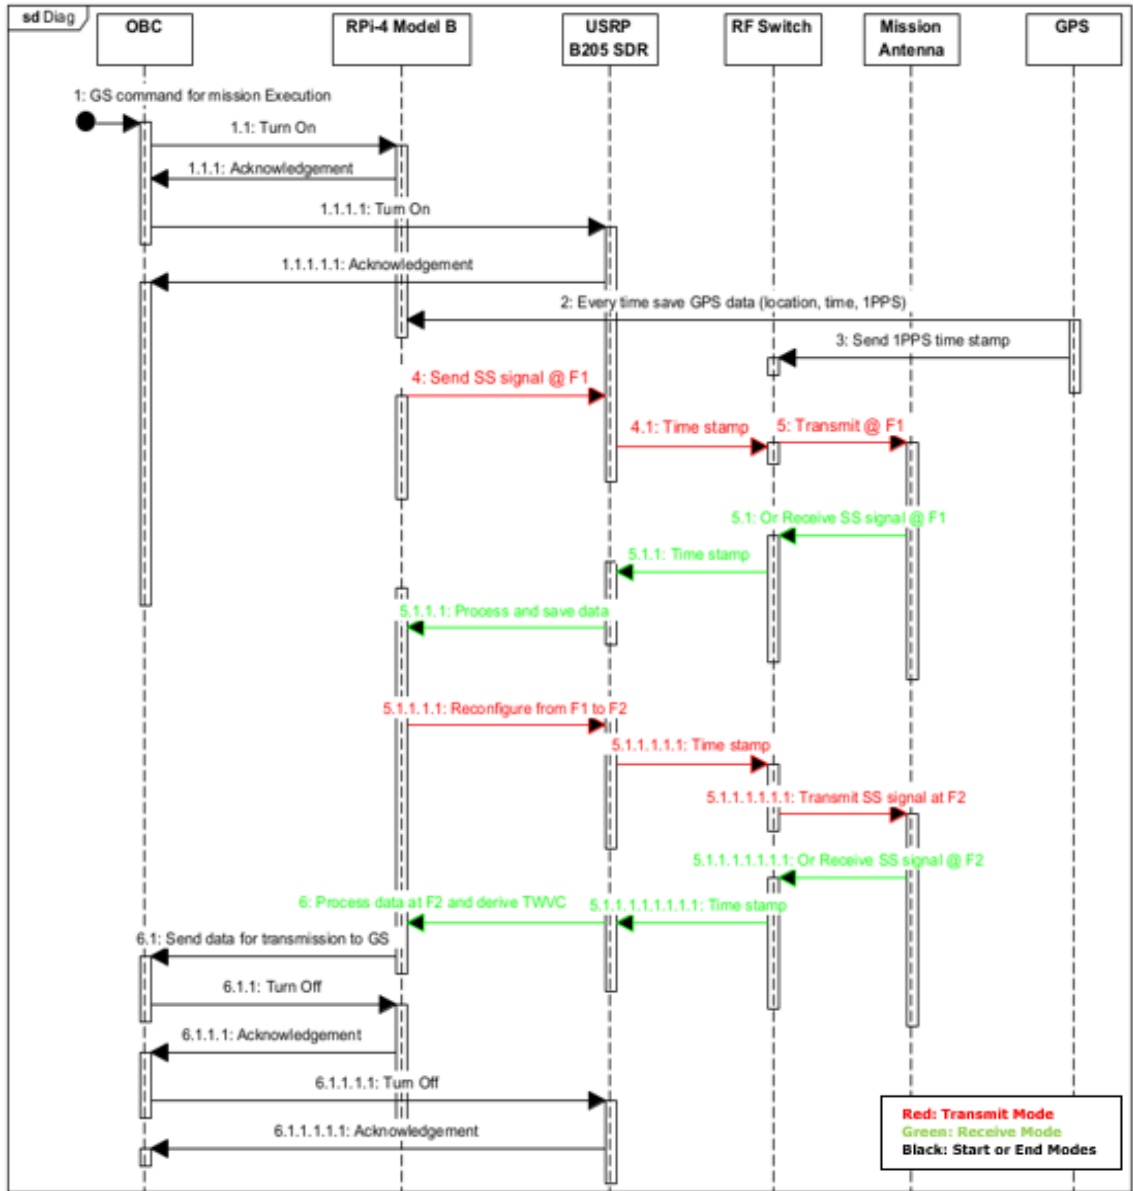 sd Diag
OBC
RPi-4 Model B
USRP
B205 SDR
RF Switch
Mission
Antenna
GPS
1: GS command for mission Execution
1.1: Turn On
1.1.1: Acknowledgement
1.1.1.1: Turn On
1.1.1.1.1: Acknowledgement
2: Every time save GPS data (location, time, 1PPS)
3: Send 1PPS time stamp
4: Send SS signal @ F1
4.1: Time stamp
5: Transmit @ F1
5.1: Or Receive SS signal @ F1
5.1.1: Time stamp
5.1.1.1: Process and save data
5.1.1.1.1: Reconfigure from F1 to F2
5.1.1.1.1.1: Time stamp
5.1.1.1.1.1.1: Transmit SS signal at F2
5.1.1.1.1.1.1.1: Or Receive SS signal @ F2
6: Process data at F2 and derive TWVC
5.1.1.1.1.1.1.1.1: Time stamp
6.1: Send data for transmission to GS
6.1.1: Turn Off
6.1.1.1: Acknowledgement
6.1.1.1.1: Turn Off
6.1.1.1.1.1: Acknowledgement
Red: Transmit Mode
Green: Receive Mode
Black: Start or End Modes